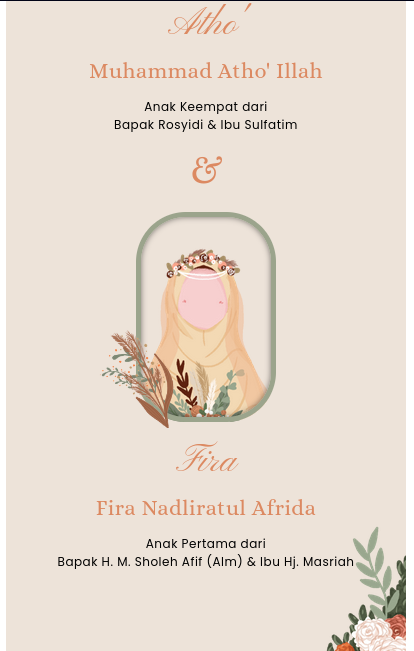 Atho'
Muhammad Atho' Illah
Anak Keempat dari
Bapak Rosyidi & Ibu Sulfatim
&
Fira
Fira Nadliratul Afrida
Anak Pertama dari
Bapak H. M. Sholeh Afif (Alm) & Ibu Hj. Masriah